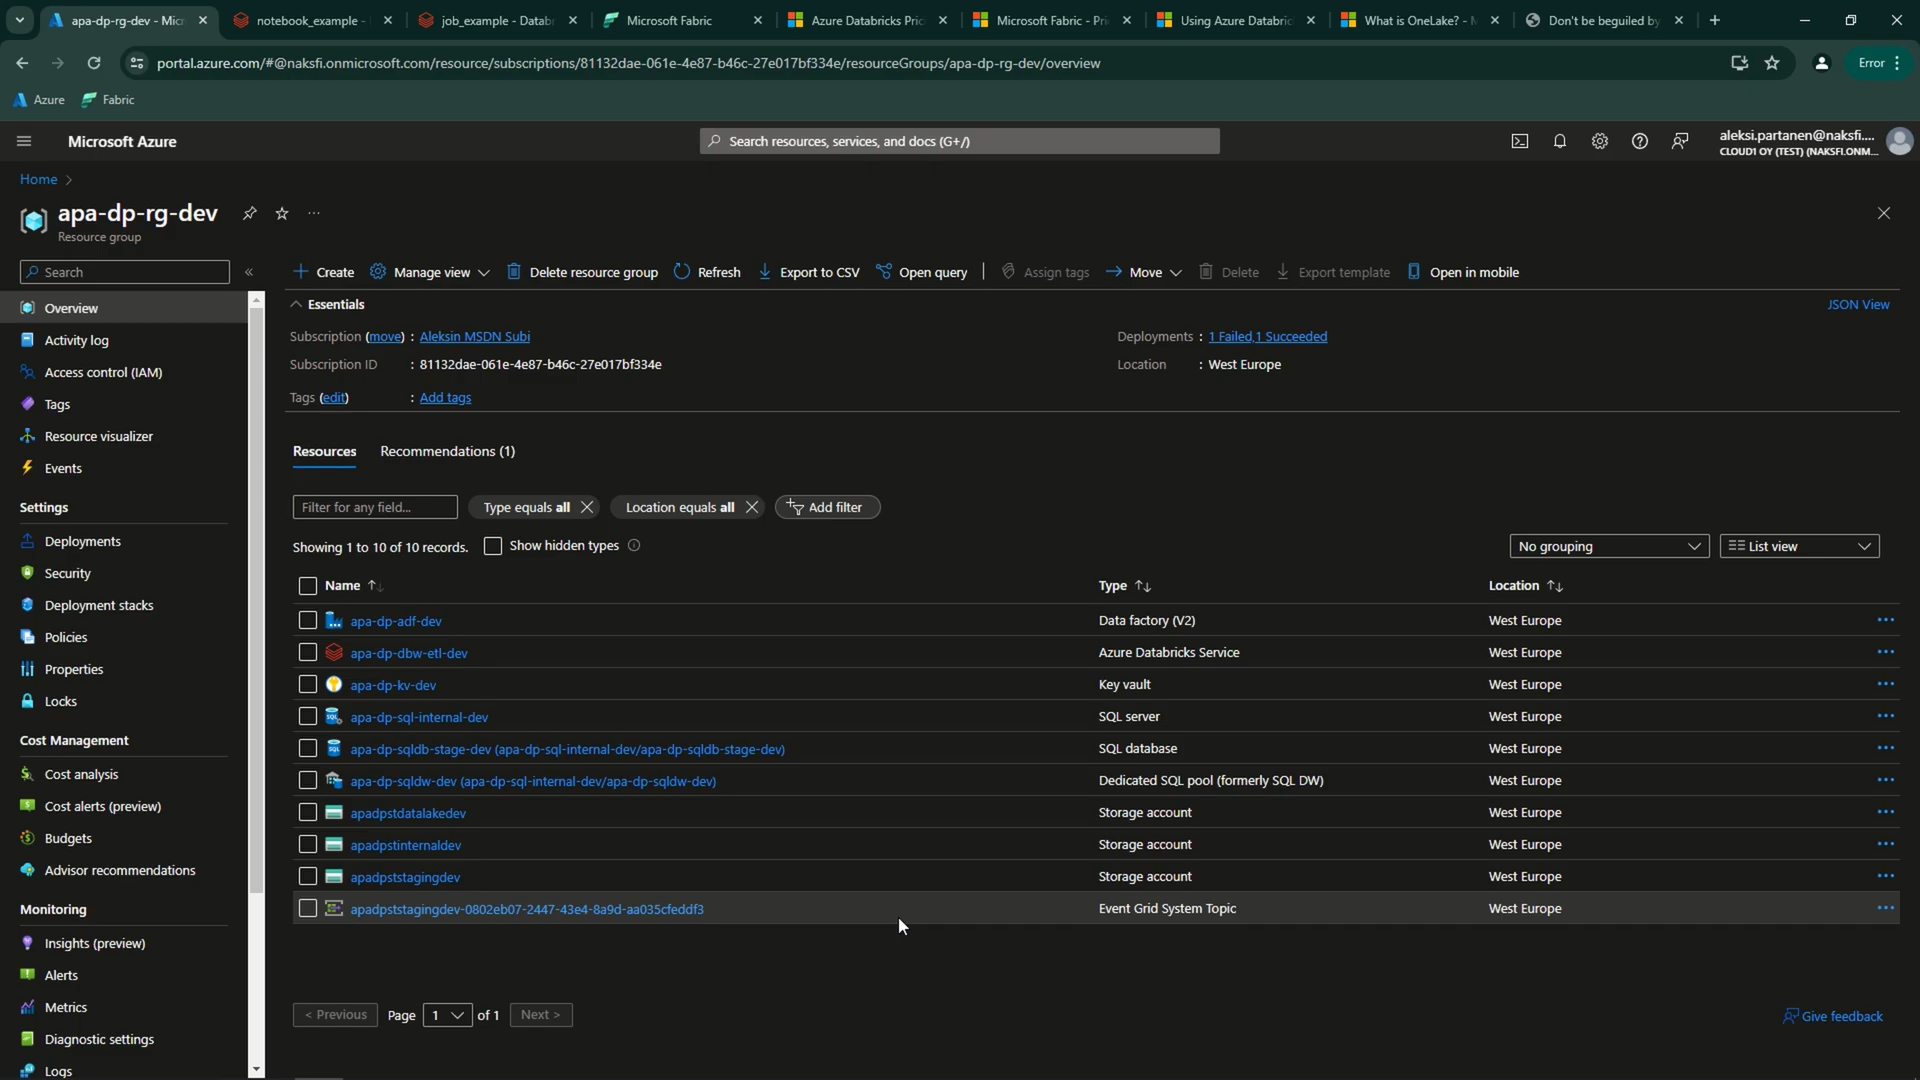 apa-dp-rg-dev - Micr
notebook_example -
job_example - Datab
Microsoft Fabric
Azure Databricks Pric
Microsoft Fabric - Pri
Using Azure Databric
What is OneLake? -
Don't be beguiled by
portal.azure.com/#@naksfi.onmicrosoft.com/resource/subscriptions/81132dae-061e-4e87-b46c-27e017bf334e/resourceGroups/apa-dp-rg-dev/overview
Error
Azure
Fabric
Microsoft Azure
Search resources, services, and docs (G+/)
aleksi.partanen@naksfi....
CLOUD1 OY (TEST) (NAKSFI.ONM...
Home
apa-dp-rg-dev
Resource group
Search
Create
Manage view
Delete resource group
Refresh
Export to CSV
Open query
Assign tags
Move
Delete
Export template
Open in mobile
Overview
Activity log
Access control (IAM)
Tags
Resource visualizer
Events
Settings
Deployments
Security
Deployment stacks
Policies
Properties
Locks
Cost Management
Cost analysis
Cost alerts (preview)
Budgets
Advisor recommendations
Monitoring
Insights (preview)
Alerts
Metrics
Diagnostic settings
Logs
Essentials
JSON View
Subscription (move) : Aleksin MSDN Subi
Deployments : 1 Failed,1 Succeeded
Subscription ID : 81132dae-061e-4e87-b46c-27e017bf334e
Location : West Europe
Tags (edit) : Add tags
Resources
Recommendations (1)
Filter for any field...
Type equals all
Location equals all
Add filter
Showing 1 to 10 of 10 records.
Show hidden types
No grouping
List view
Name
Type
Location
apa-dp-adf-dev Data factory (V2) West Europe
apa-dp-dbw-etl-dev Azure Databricks Service West Europe
apa-dp-kv-dev Key vault West Europe
apa-dp-sql-internal-dev SQL server West Europe
apa-dp-sqldb-stage-dev (apa-dp-sql-internal-dev/apa-dp-sqldb-stage-dev) SQL database West Europe
apa-dp-sqldw-dev (apa-dp-sql-internal-dev/apa-dp-sqldw-dev) Dedicated SQL pool (formerly SQL DW) West Europe
apadpstdatalakedev Storage account West Europe
apadpstinternaldev Storage account West Europe
apadpststagingdev Storage account West Europe
apadpststagingdev-0802eb07-2447-43e4-8a9d-aa035cfeddf3 Event Grid System Topic West Europe
< Previous
Page 1 of 1
Next >
Give feedback